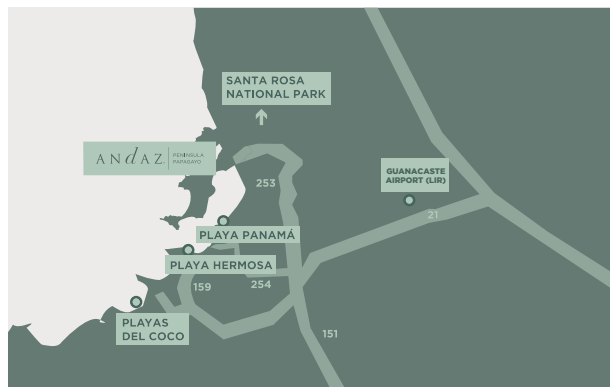 SANTA ROSA
NATIONAL PARK
ANdAZ
PENÍNSULA
PAPAGAYO
253
GUANACASTE
AIRPORT (LIR)
21
PLAYA PANAMÁ
PLAYA HERMOSA
159
254
PLAYAS
DEL COCO
151